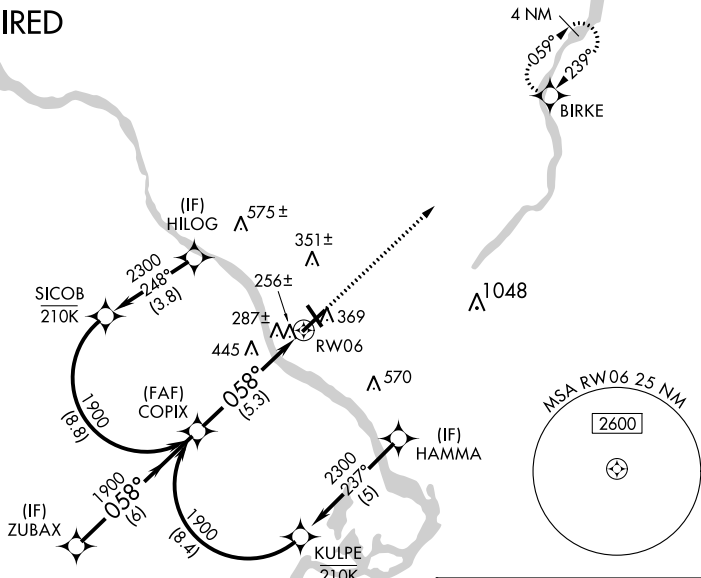 IRED
4 NM
059°
239°
BIRKE
(IF)
HILOG
575±
351±
2300
248°
(3.8)
SICOB
210K
256±
1048
287±
369
445
RW06
(FAF)
COPIX
058°
(5.3)
570
1900
(8.8)
MSA RW06 25 NM
2600
(IF)
HAMMA
2300
237°
(5)
1900
058°
(6)
(IF)
ZUBAX
1900
(8.4)
KULPE
210K